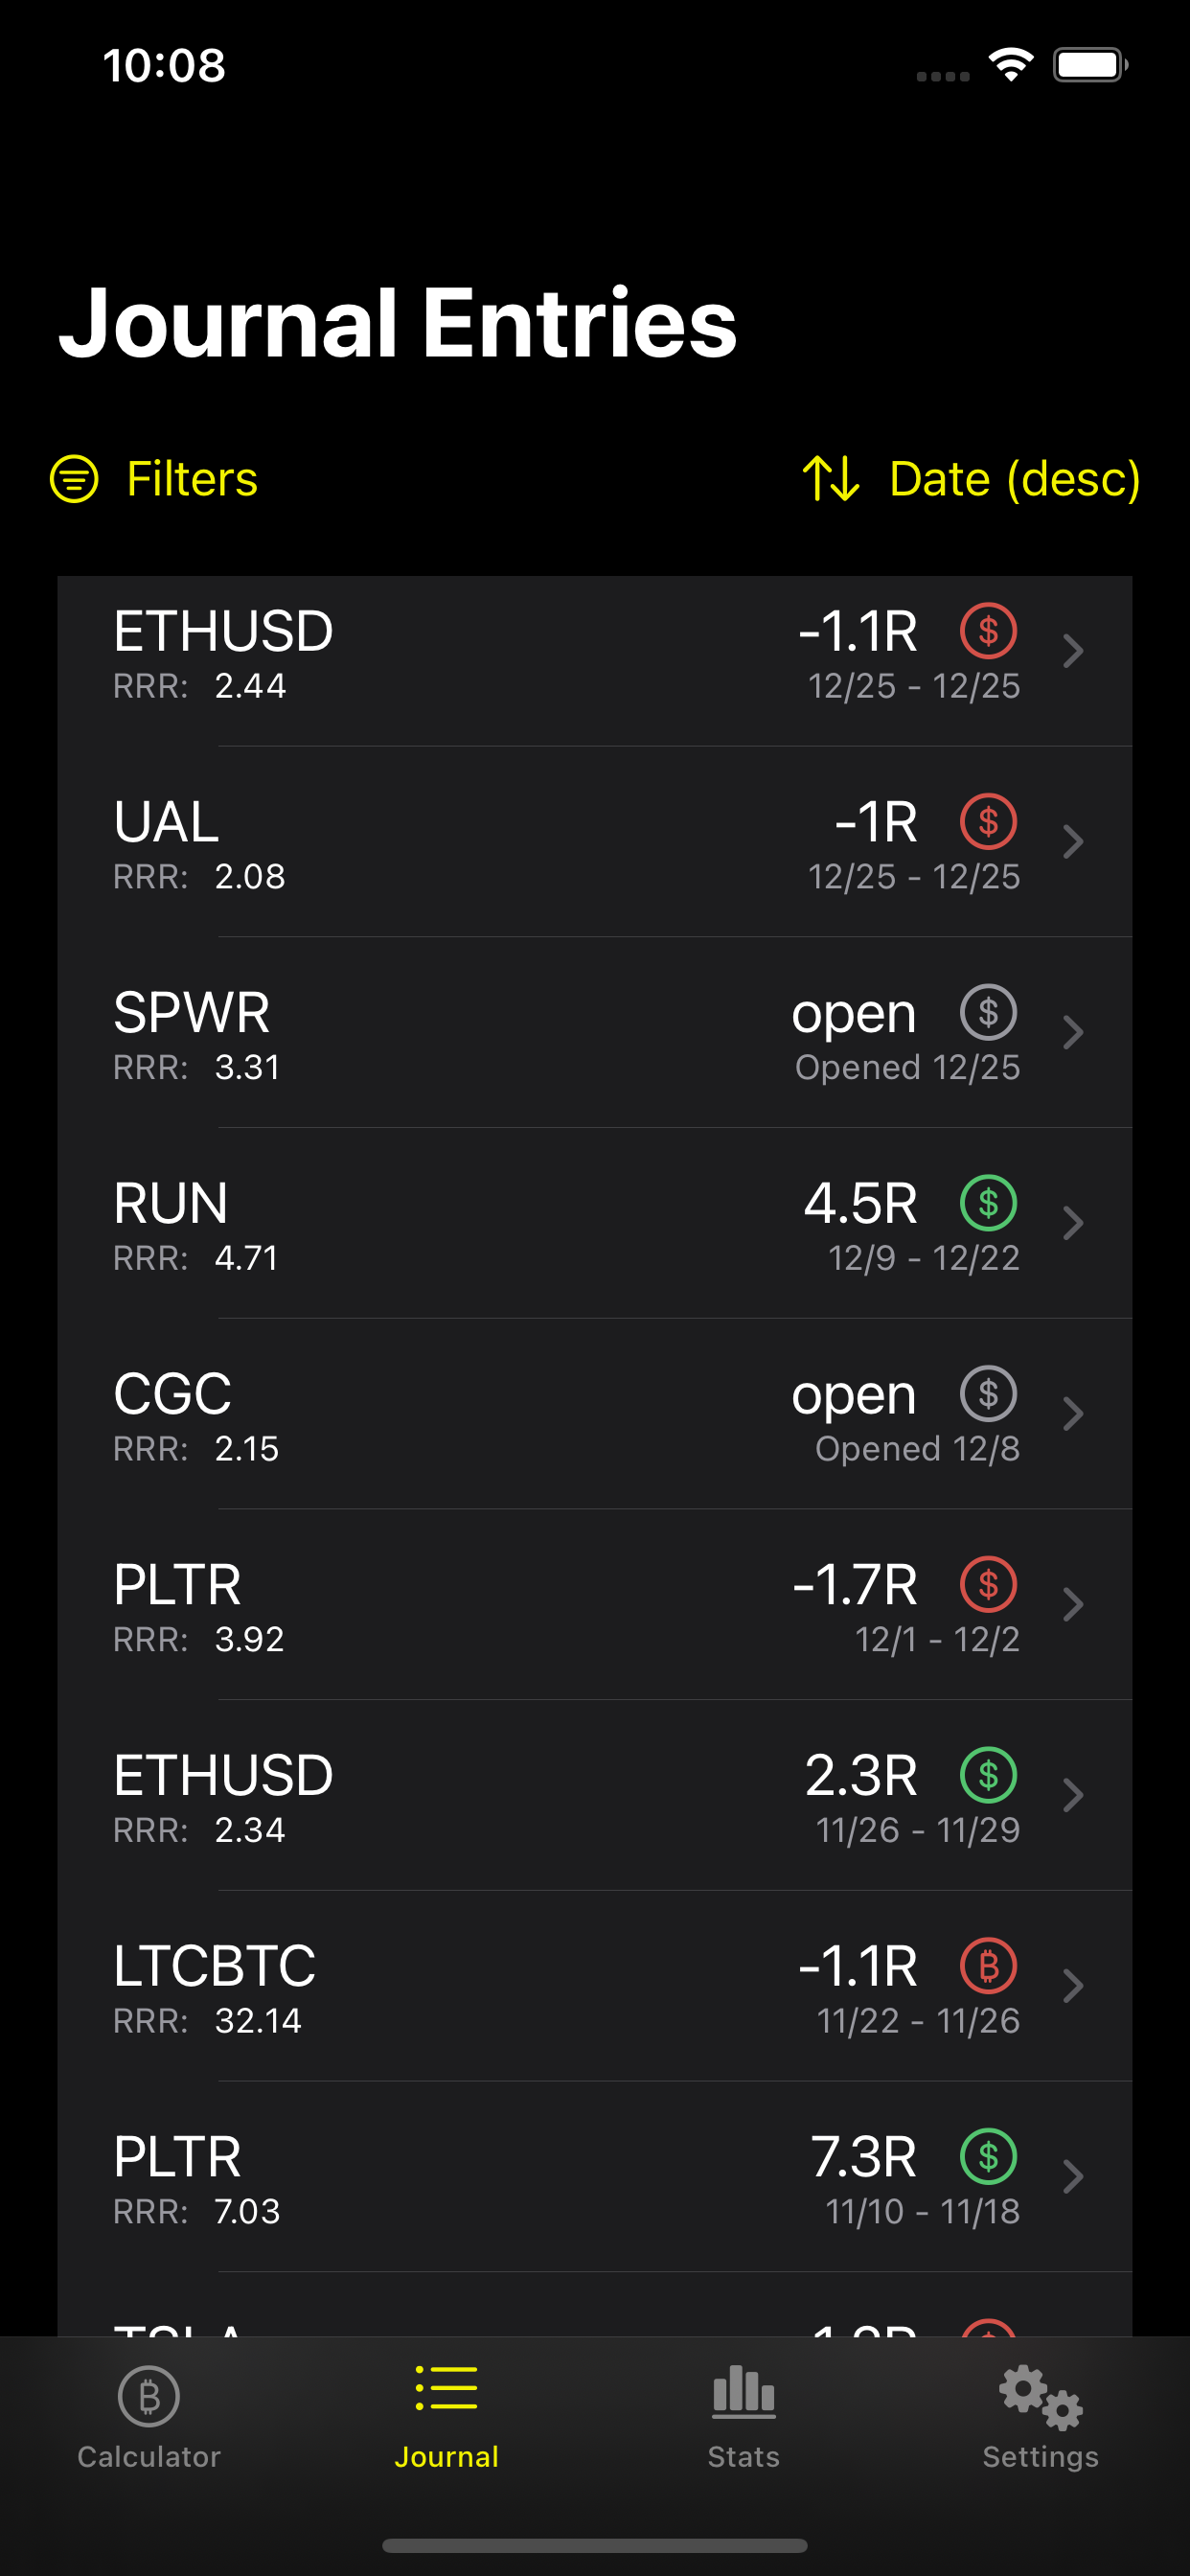 10:08
Journal Entries
Filters Date (desc)
ETHUSD -1.1R $
RRR: 2.44 12/25 - 12/25
UAL -1R $
RRR: 2.08 12/25 - 12/25
SPWR open $
RRR: 3.31 Opened 12/25
RUN 4.5R $
RRR: 4.71 12/9 - 12/22
CGC open $
RRR: 2.15 Opened 12/8
PLTR -1.7R $
RRR: 3.92 12/1 - 12/2
ETHUSD 2.3R $
RRR: 2.34 11/26 - 11/29
LTCBTC -1.1R ₿
RRR: 32.14 11/22 - 11/26
PLTR 7.3R $
RRR: 7.03 11/10 - 11/18
Calculator Journal Stats Settings